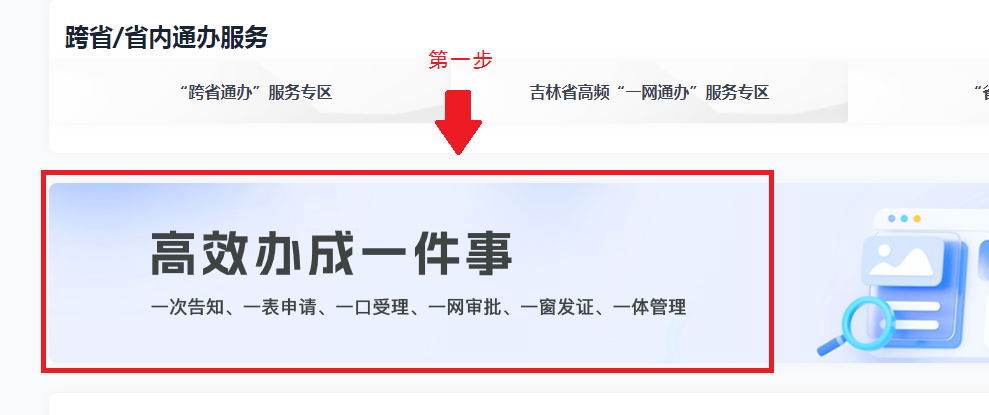 跨省/省内通办服务
第一步
“跨省通办”服务专区
吉林省高频“一网通办”服务专区
“省
高效办成一件事
一次告知、一表申请、一口受理、一网审批、一窗发证、一体管理